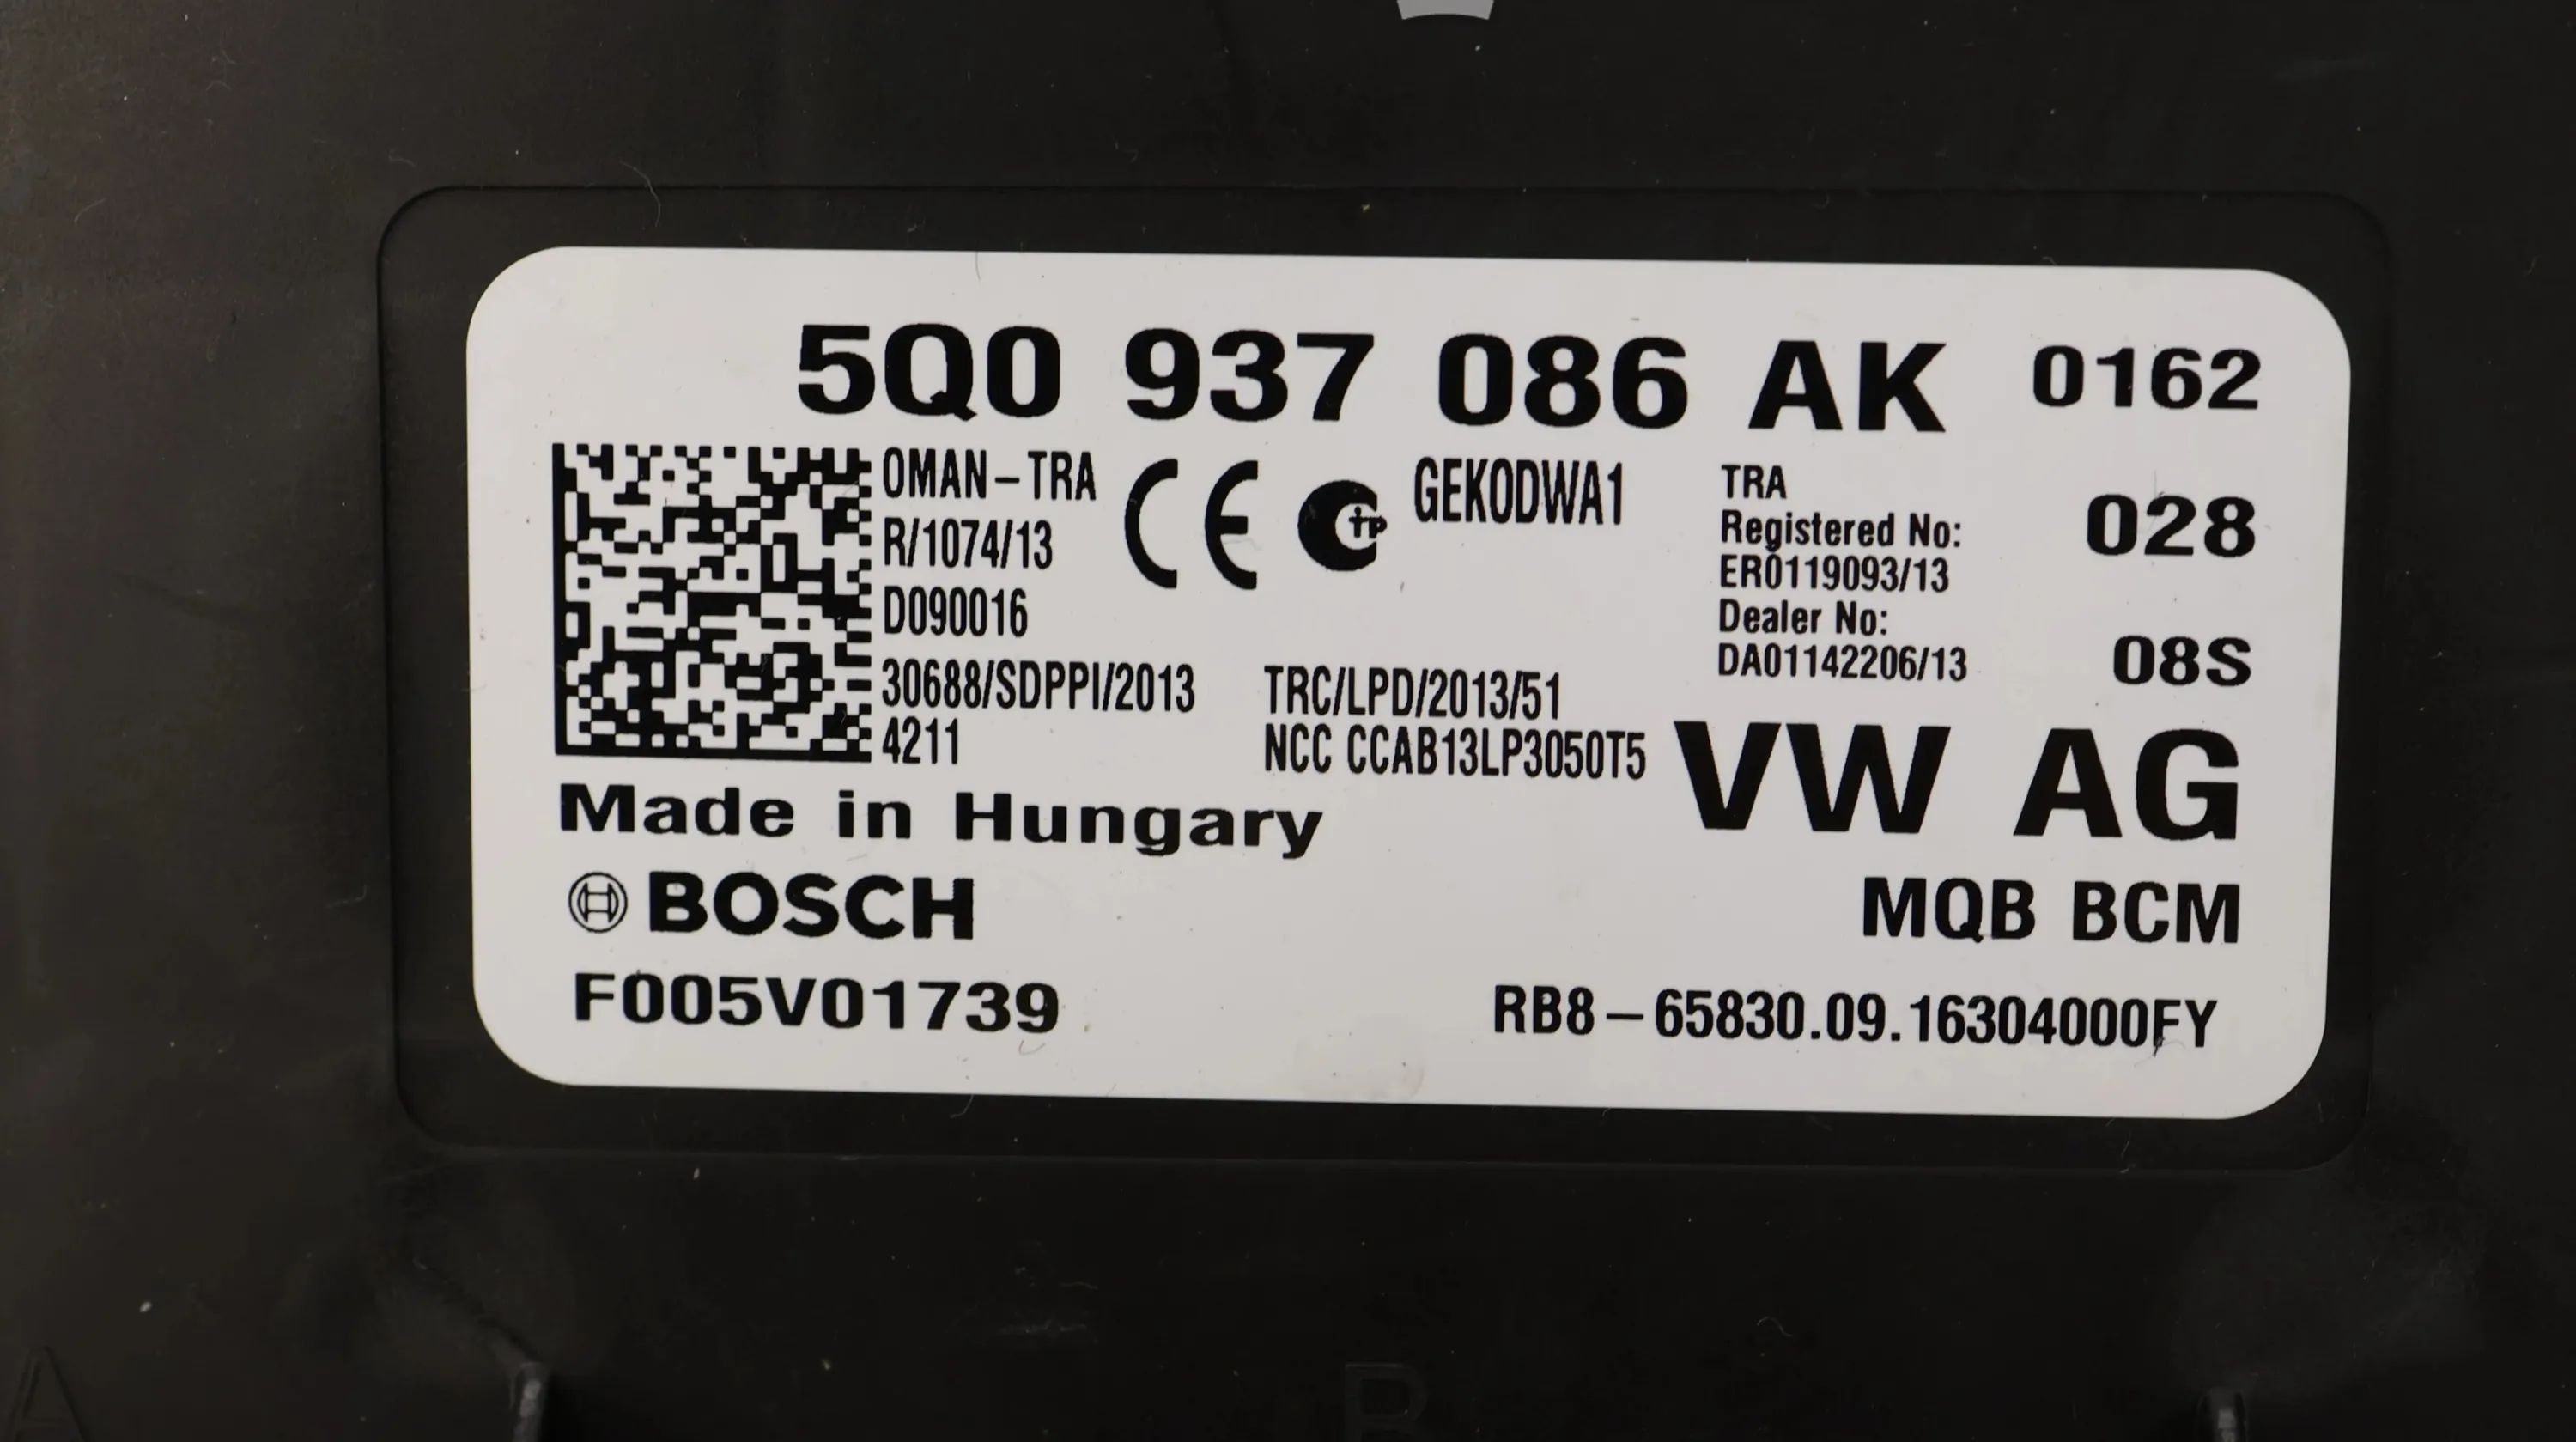 5Q0 937 086 AK 0162
OMAN-TRA
R/1074/13
D090016
30688/SDPPI/2013
4211
CE
GEKODWA1
TRC/LPD/2013/51
NCC CCAB13LP3050T5
TRA
Registered No:
ER0119093/13
Dealer No:
DA01142206/13
028
08S
VW AG
Made in Hungary
BOSCH
MQB BCM
F005V01739
RB8-65830.09.16304000FY
A
B